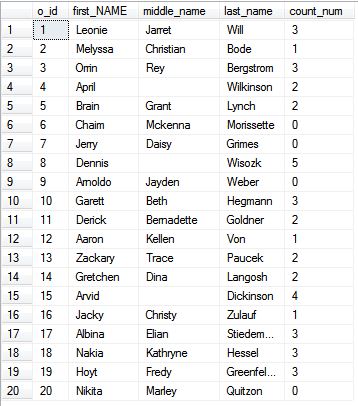 o_id first_NAME middle_name last_name count_num
1 1 Leonie Jarret Will 3
2 2 Melyssa Christian Bode 1
3 3 Orrin Rey Bergstrom 3
4 4 April Wilkinson 2
5 5 Brain Grant Lynch 2
6 6 Chaim Mckenna Morissette 0
7 7 Jerry Daisy Grimes 0
8 8 Dennis Wisozk 5
9 9 Arnoldo Jayden Weber 0
10 10 Garett Beth Hegmann 3
11 11 Derick Bernadette Goldner 2
12 12 Aaron Kellen Von 1
13 13 Zackary Trace Paucek 2
14 14 Gretchen Dina Langosh 2
15 15 Arvid Dickinson 4
16 16 Jacky Christy Zulauf 1
17 17 Albina Elian Stiedem... 3
18 18 Nakia Kathryne Hessel 3
19 19 Hoyt Fredy Greenfel... 3
20 20 Nikita Marley Quitzon 0